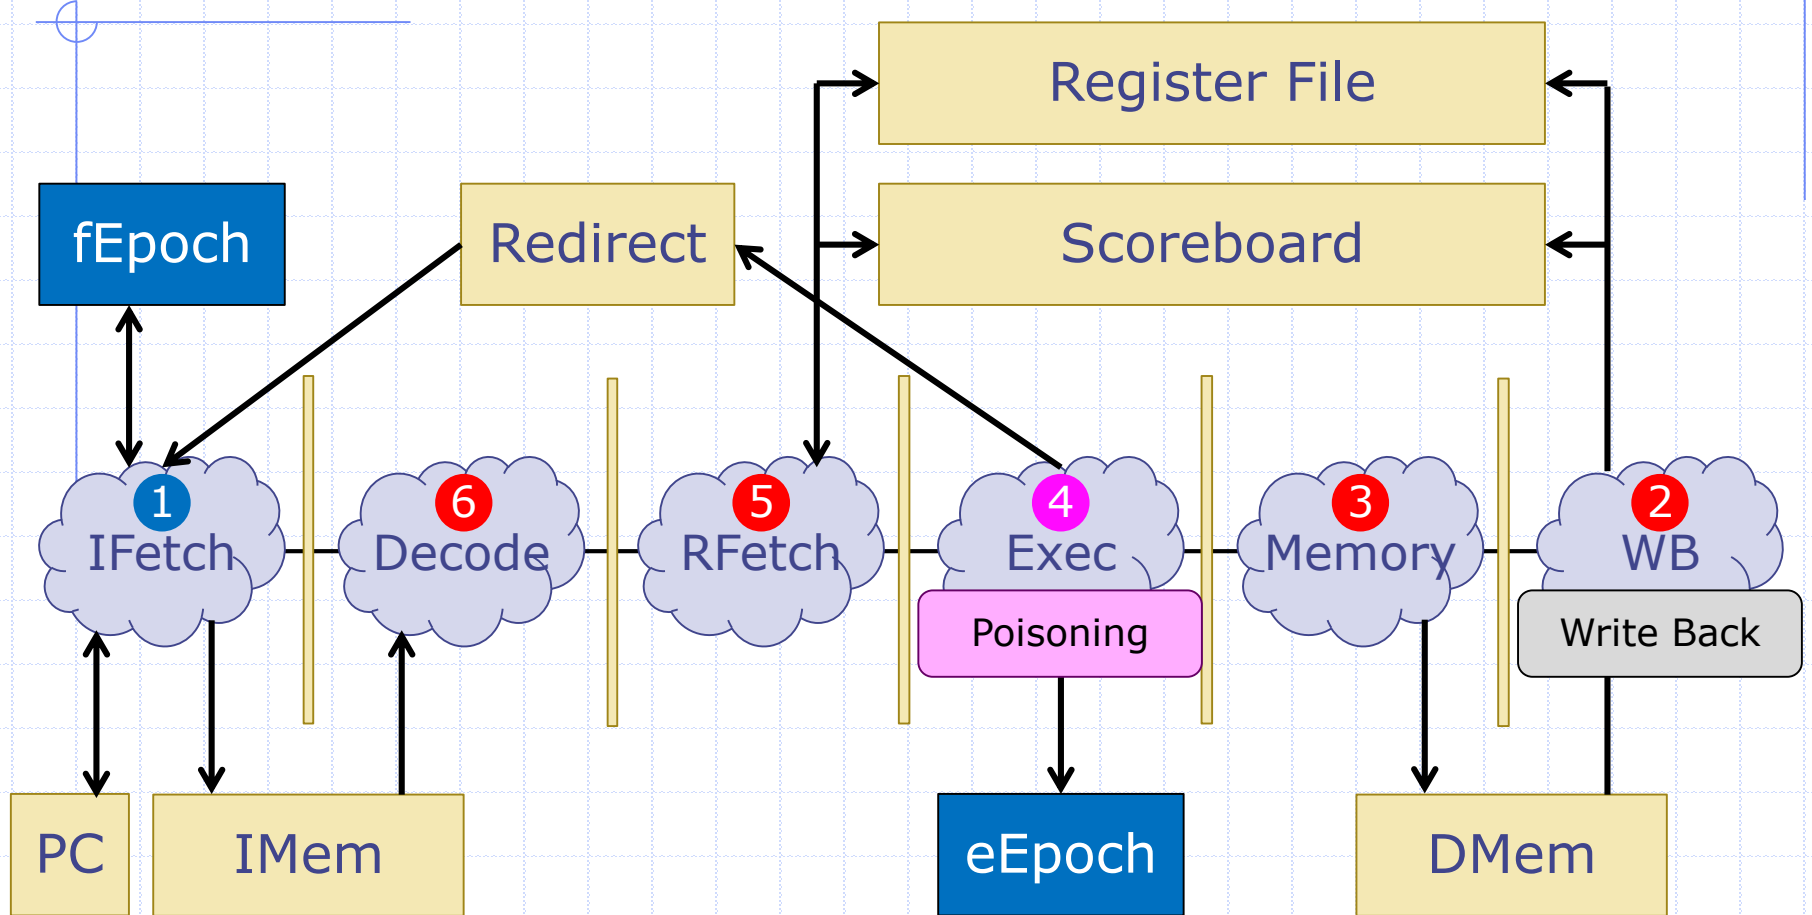 Register File
fEpoch
Redirect
Scoreboard
1
6
5
4
3
2
IFetch
Decode
RFetch
Exec
Memory
WB
Poisoning
Write Back
PC
IMem
eEpoch
DMem